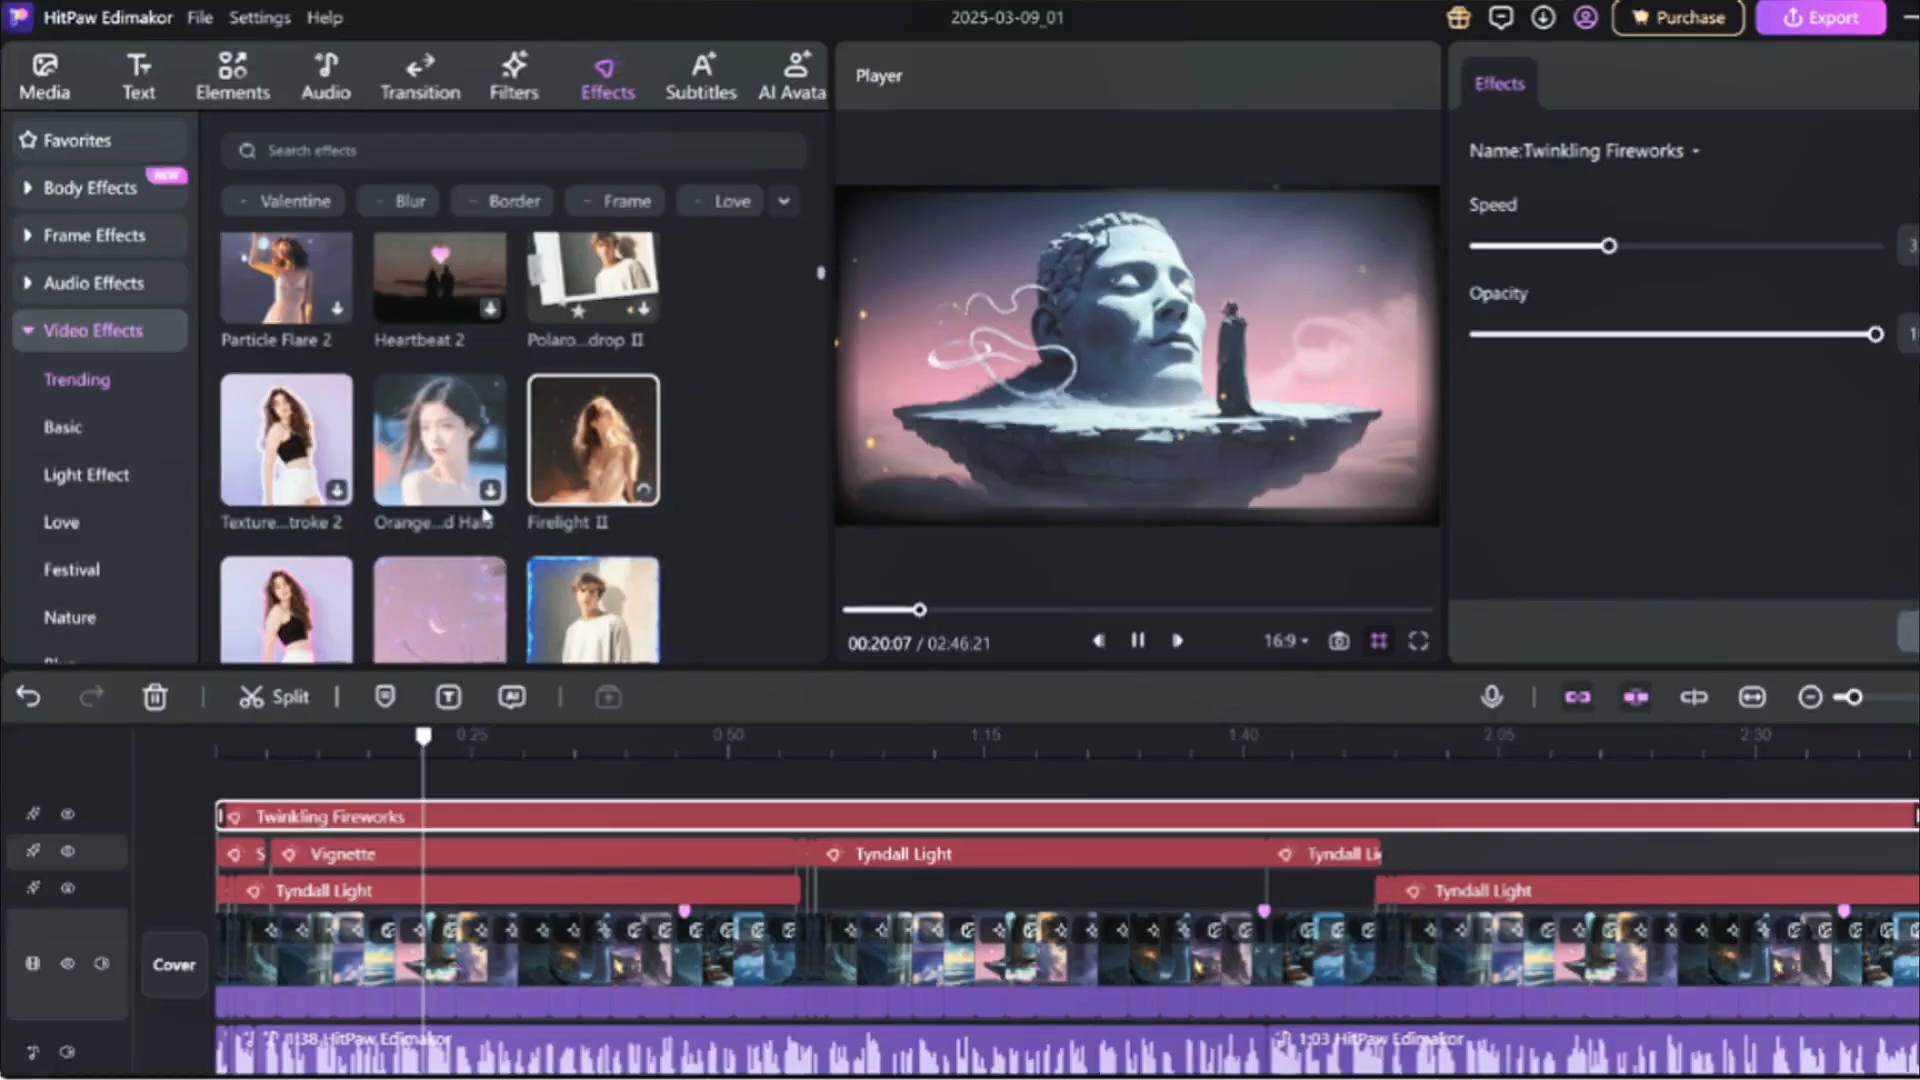 HitPaw Edimakor File Settings Help
2025-03-09_01
Purchase
Export
Media Text Elements Audio Transition Filters Effects Subtitles AI Avata
Player
Effects
Favorites
Search effects
Name:Twinkling Fireworks
NEW
Body Effects
Valentine Blur Border Frame Love
Speed
3
Frame Effects
Audio Effects
Opacity
Video Effects
Particle Flare 2 Heartbeat 2 Polaro...drop II
1
Trending
Basic
Light Effect
Love
Texture...troke 2 Orange...d Halo Firelight II
Festival
Nature
00:20:07 / 02:46:21
16:9
Split
0:25 0:50 1:15 1:40 2:05 2:30
Twinkling Fireworks
S Vignette Tyndall Light Tyndall Li
Tyndall Light Tyndall Light
Cover
1:38 HitPaw Edimakor 1:03 HitPaw Edimakor